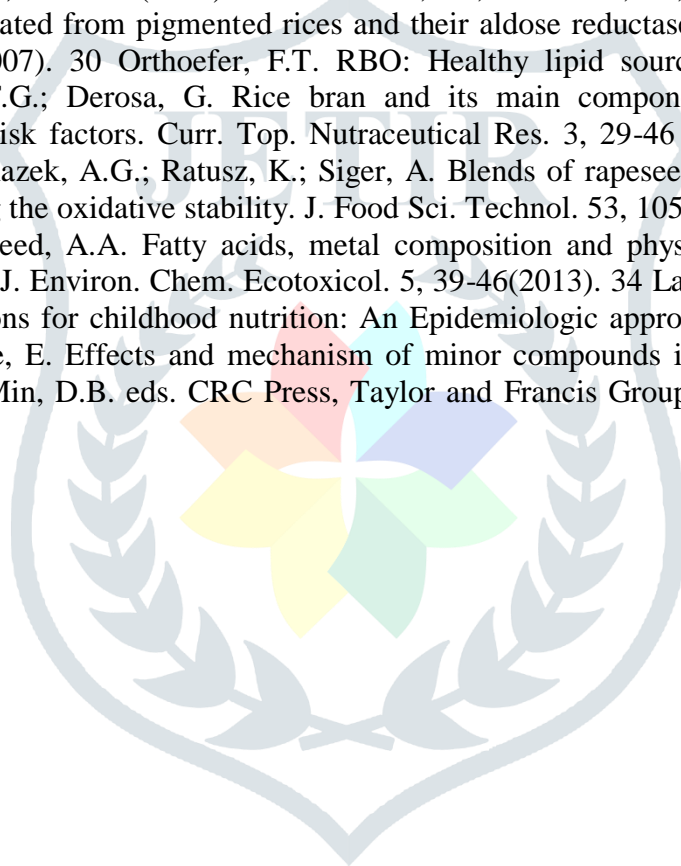 ated from pigmented rices and their aldose reductase
007). 30 Orthoefer, F.T. RBO: Healthy lipid sourc
T.G.; Derosa, G. Rice bran and its main compon
risk factors. Curr. Top. Nutraceutical Res. 3, 29-46
azek, A.G.; Ratusz, K.; Siger, A. Blends of rapesee
g the oxidative stability. J. Food Sci. Technol. 53, 105
eed, A.A. Fatty acids, metal composition and phys
J. Environ. Chem. Ecotoxicol. 5, 39-46(2013). 34 La
ons for childhood nutrition: An Epidemiologic appro
e, E. Effects and mechanism of minor compounds i
Min, D.B. eds. CRC Press, Taylor and Francis Group
JETIR